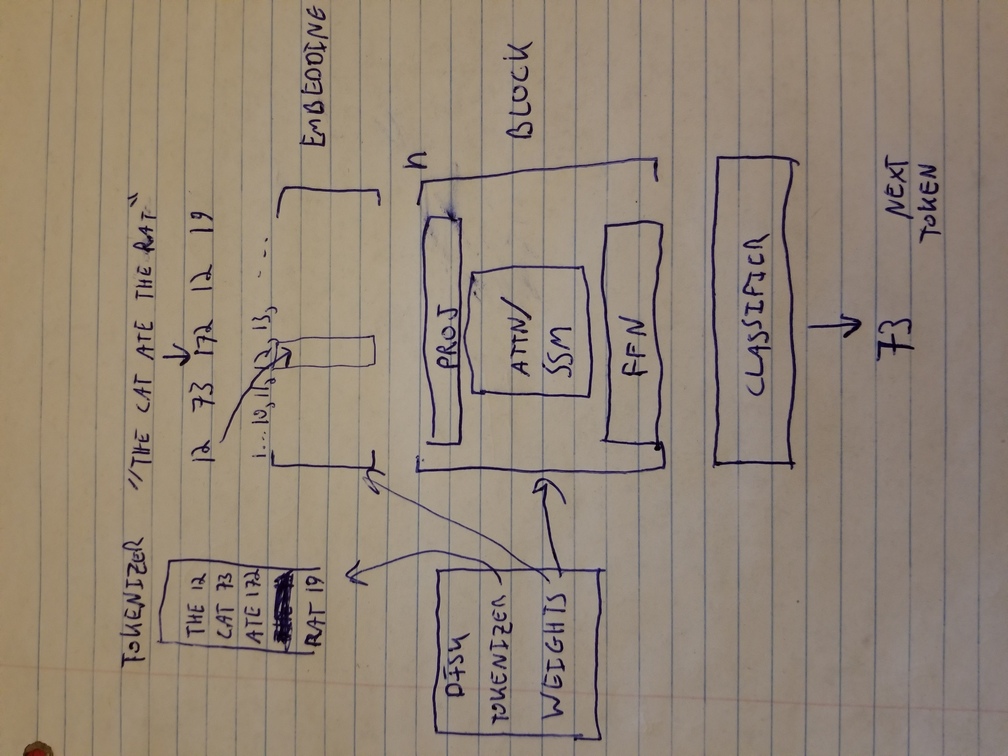 TOKENIZER
"THE CAT ATE THE RAT"
THE 12
CAT 73
ATE 172
RAT 19
12 73 172 12 19
1... 10, 11, 12, 13, ....
EMBEDDING
DISK
TOKENIZER
WEIGHTS
n
PROJ
ATTN/
SSM
FFN
BLOCK
CLASSIFIER
73
NEXT
TOKEN